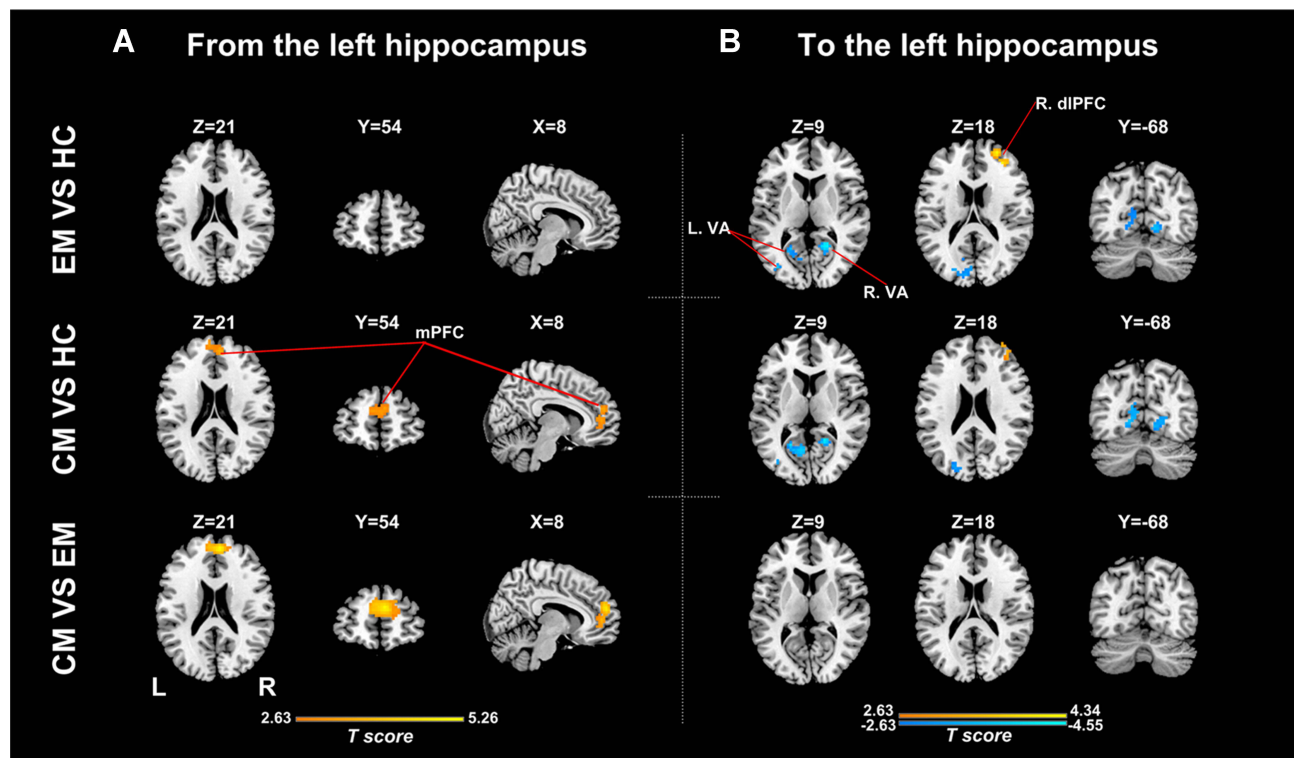 A From the left hippocampus
B To the left hippocampus
EM VS HC
Z=21 Y=54 X=8
Z=9 Z=18 Y=-68
R. dlPFC
L. VA
R. VA
CM VS HC
Z=21 Y=54 X=8
mPFC
Z=9 Z=18 Y=-68
CM VS EM
Z=21 Y=54 X=8
Z=9 Z=18 Y=-68
L R
2.63 5.26
T score
2.63 4.34
-2.63 -4.55
T score